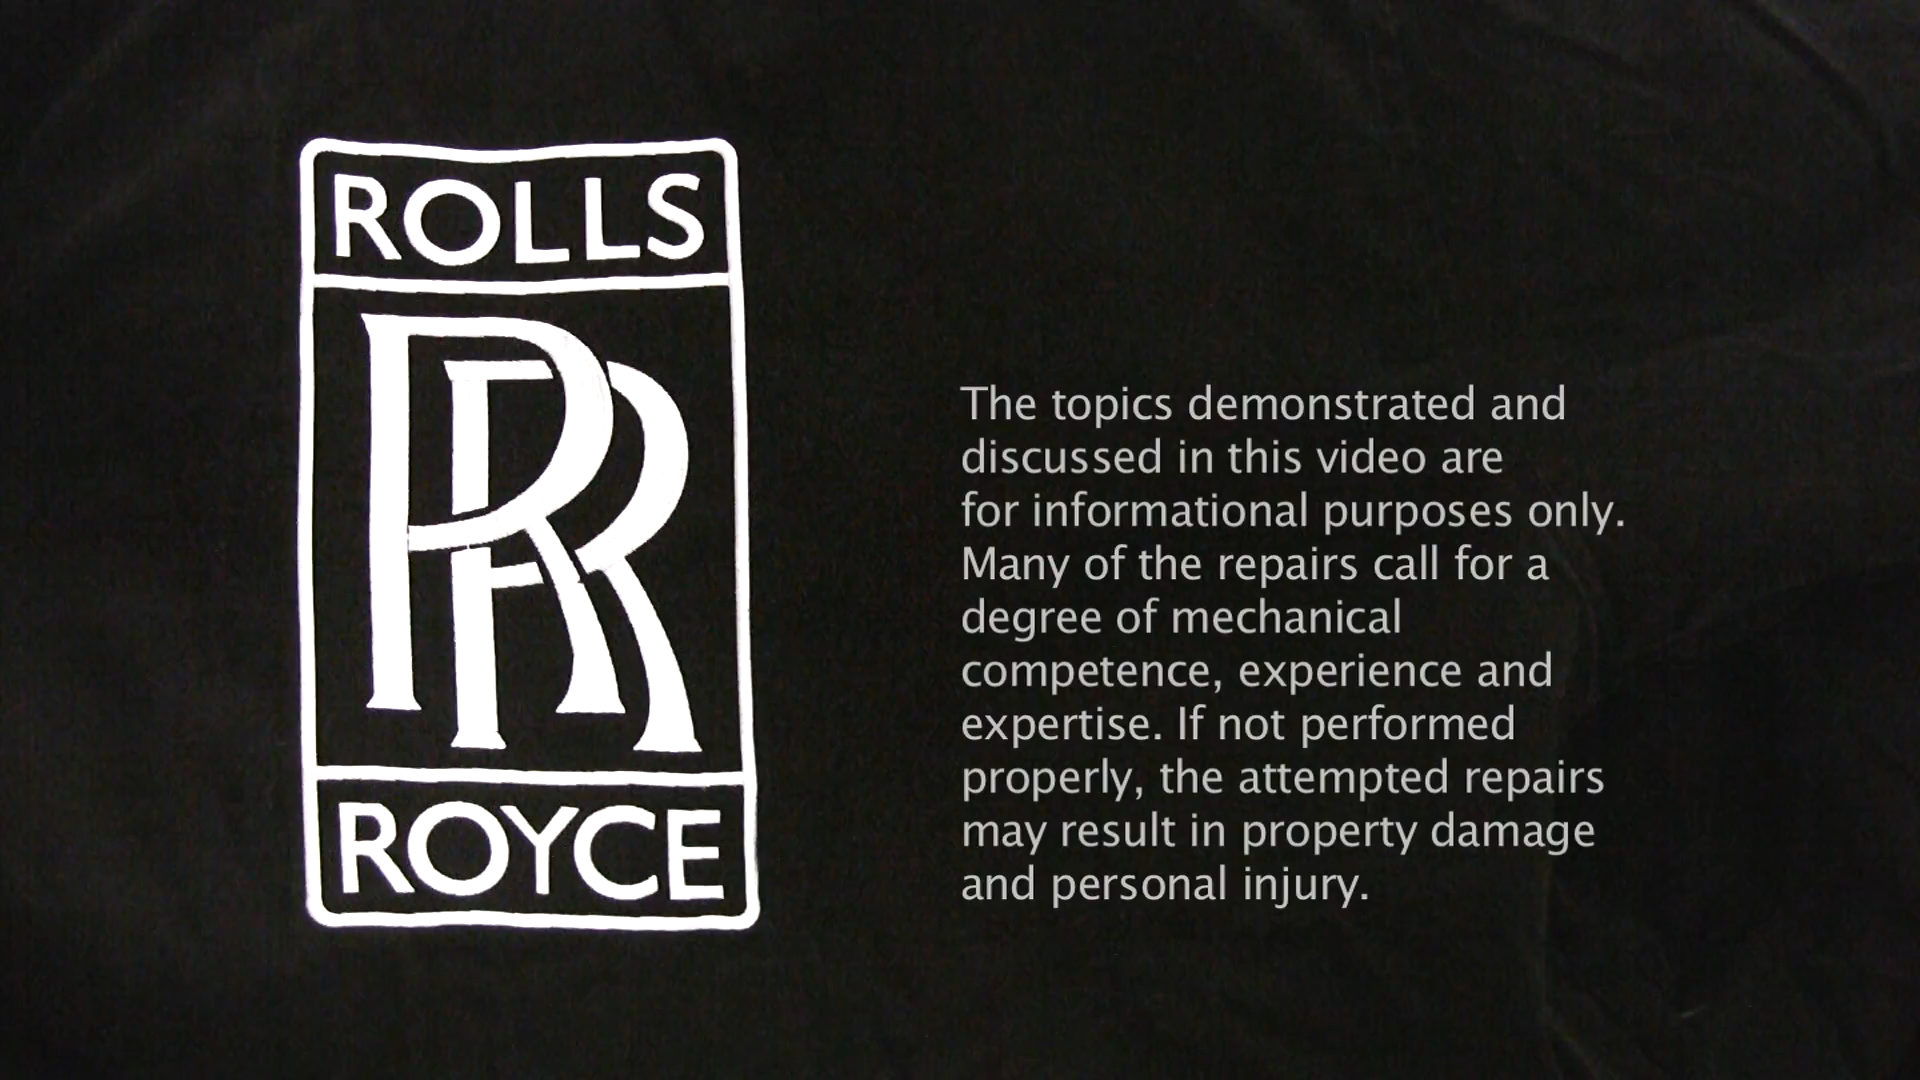 ROLLS
RR
ROYCE
The topics demonstrated and
discussed in this video are
for informational purposes only.
Many of the repairs call for a
degree of mechanical
competence, experience and
expertise. If not performed
properly, the attempted repairs
may result in property damage
and personal injury.